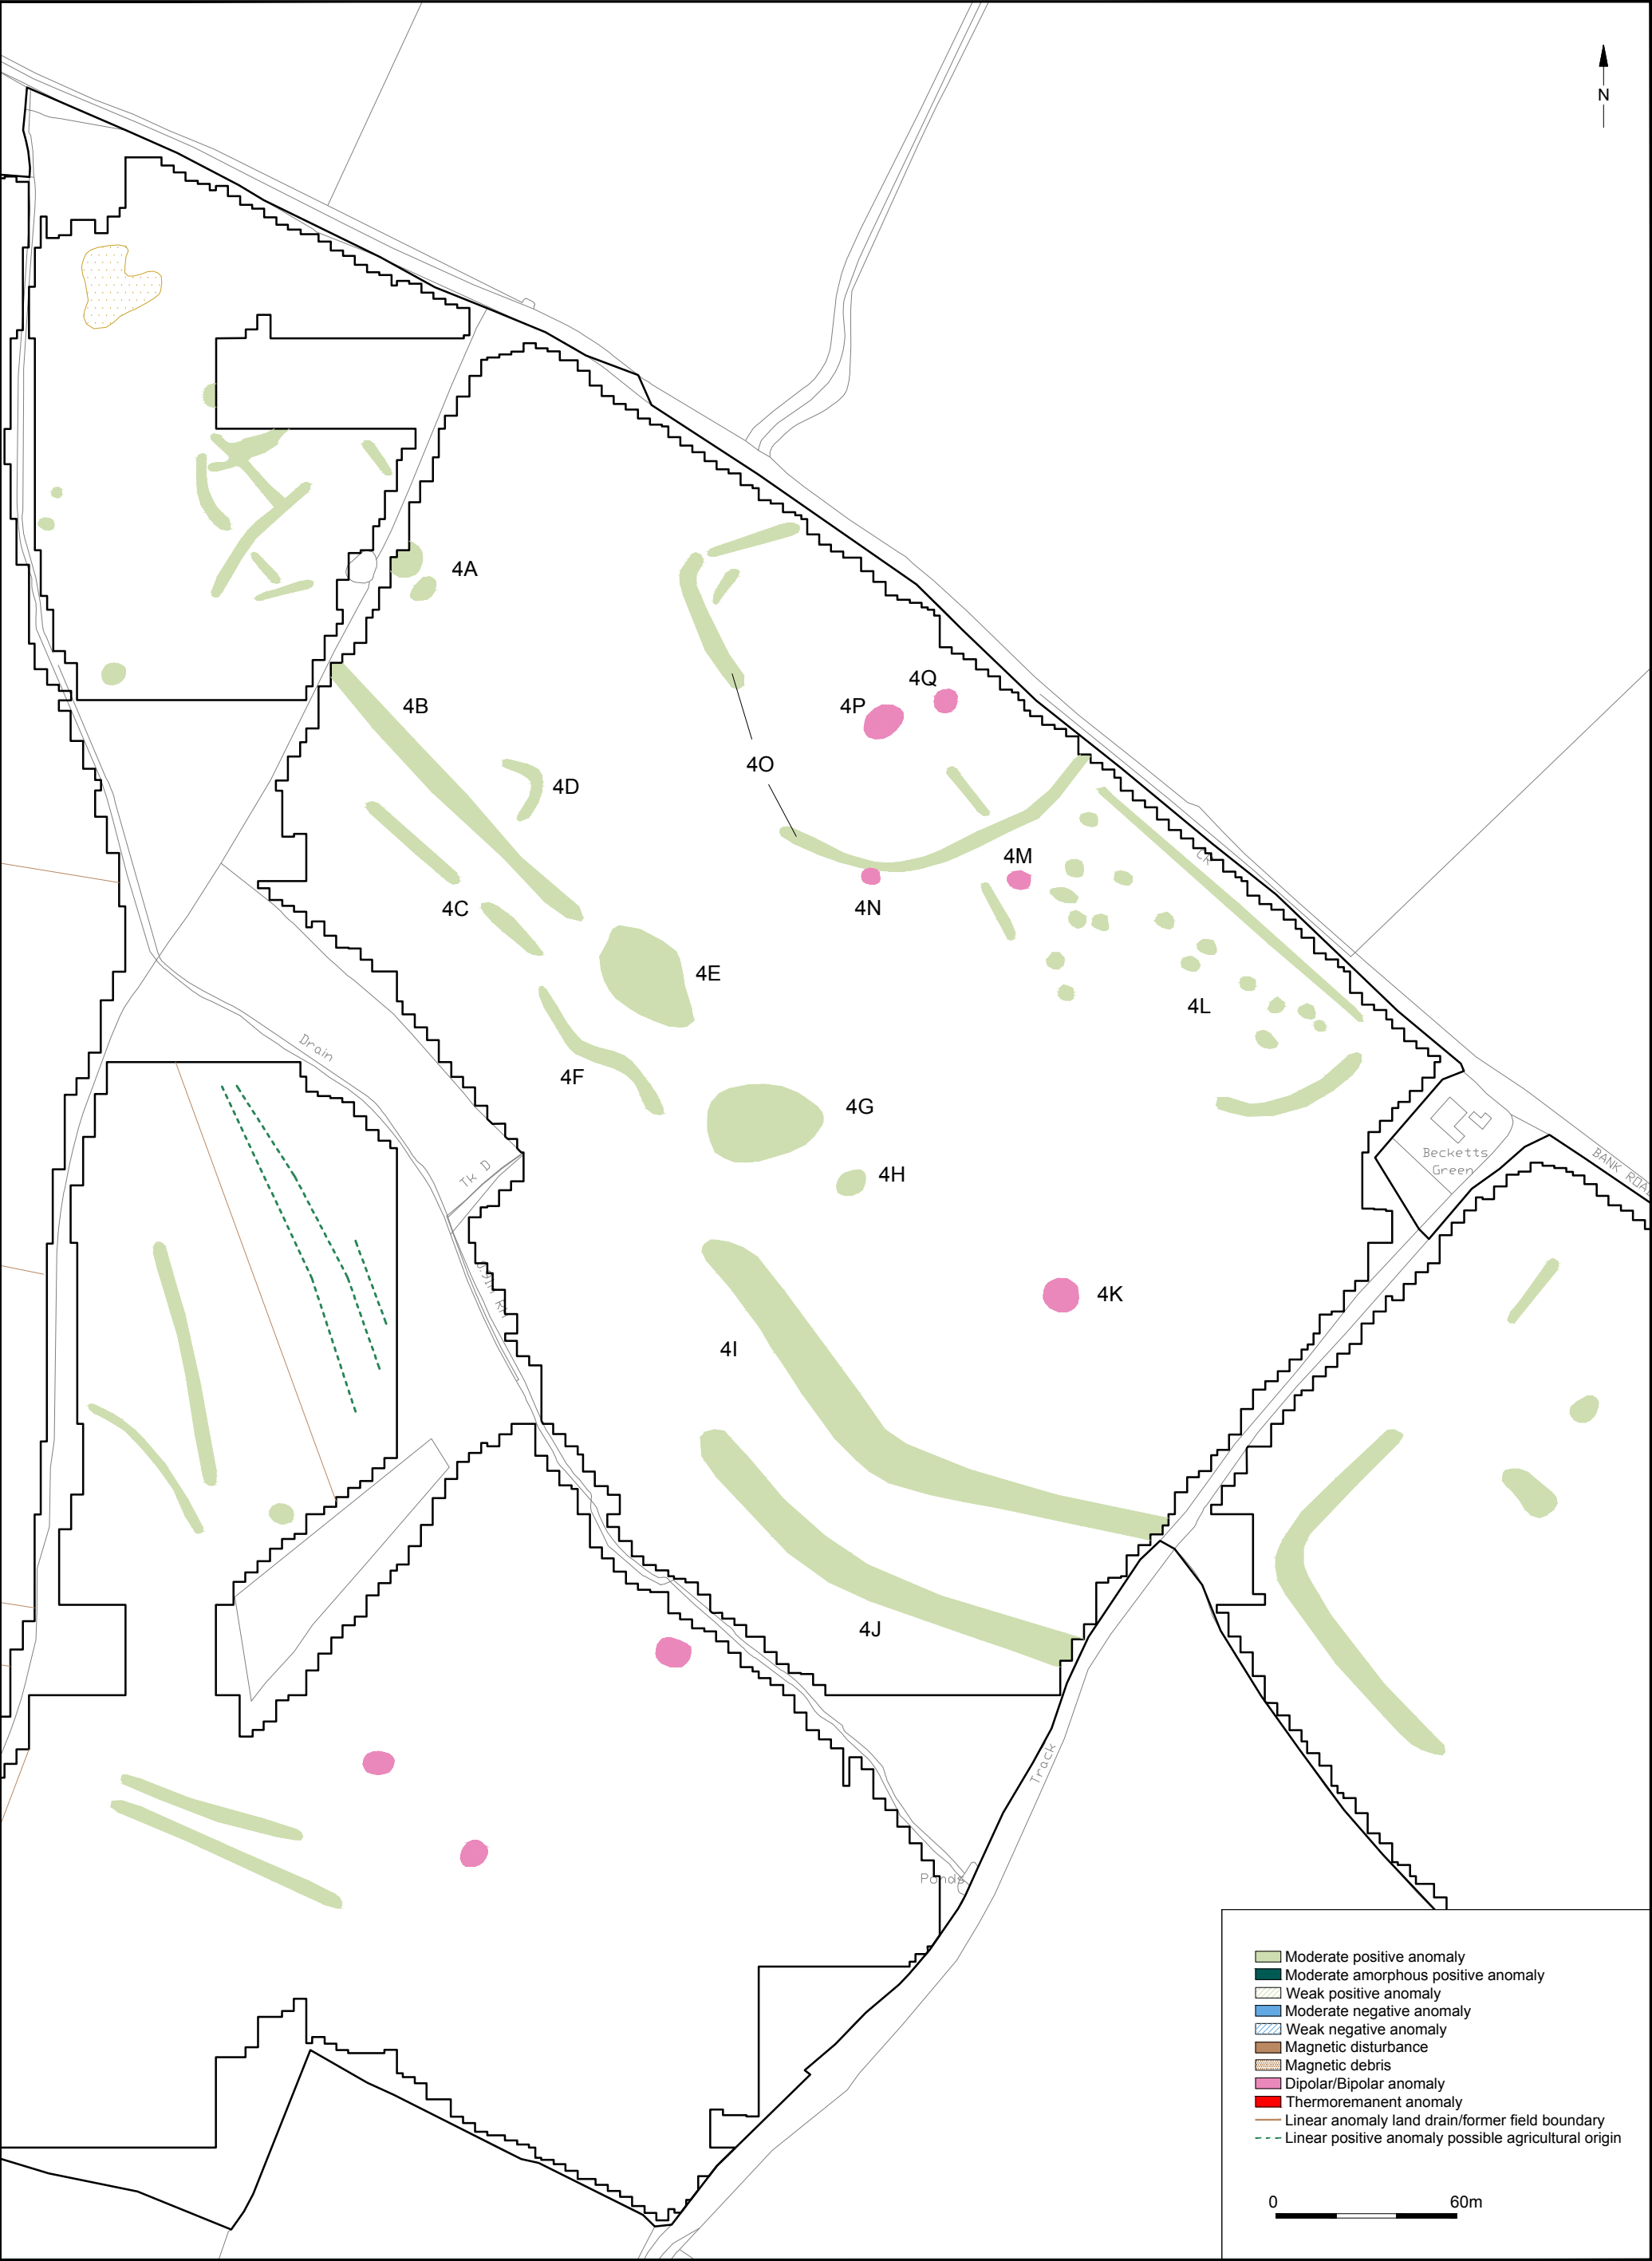 N
4A
4B
4Q
4P
4O
4D
4M
4C
4N
CR
4E
4L
Drain
4F
4G
Becketts
Green
BANK ROAD
Tk D
4H
4K
4I
4J
Track
Ponds
Moderate positive anomaly
Moderate amorphous positive anomaly
Weak positive anomaly
Moderate negative anomaly
Weak negative anomaly
Magnetic disturbance
Magnetic debris
Dipolar/Bipolar anomaly
Thermoremanent anomaly
Linear anomaly land drain/former field boundary
Linear positive anomaly possible agricultural origin
0 60m